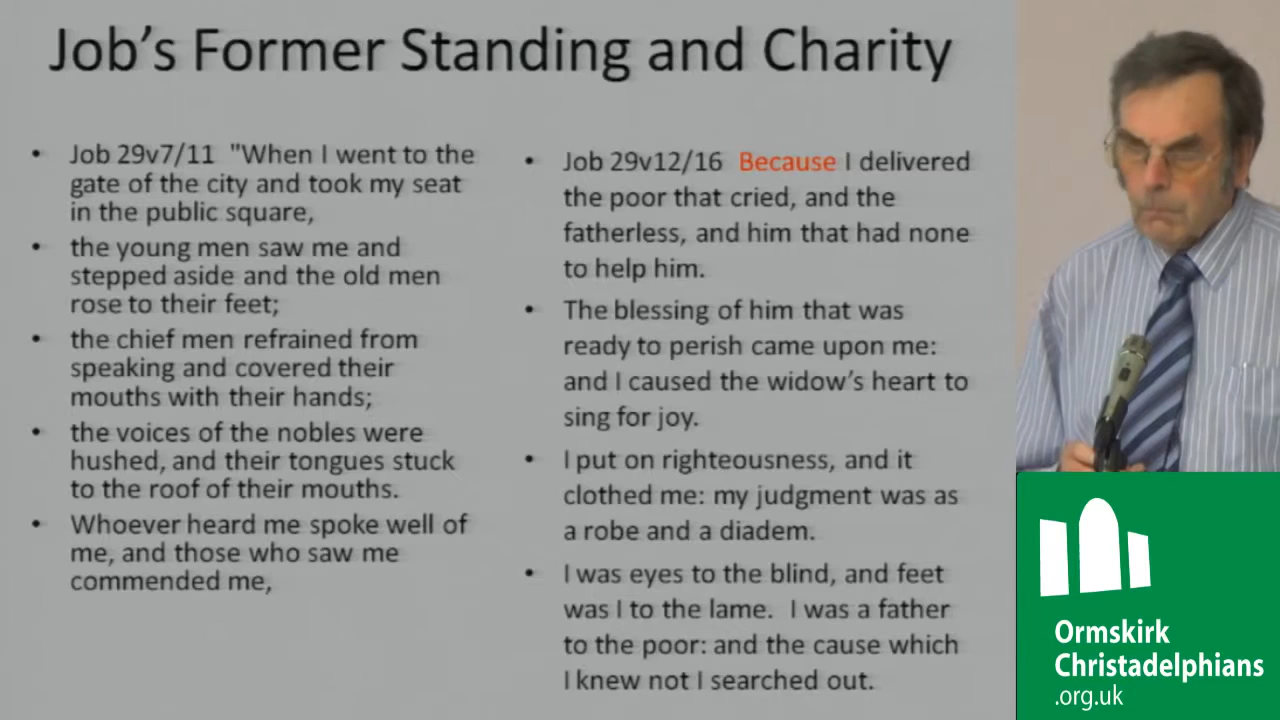 Job's Former Standing and Charity
• Job 29v7/11 "When I went to the
gate of the city and took my seat
in the public square,
• the young men saw me and
stepped aside and the old men
rose to their feet;
• the chief men refrained from
speaking and covered their
mouths with their hands;
• the voices of the nobles were
hushed, and their tongues stuck
to the roof of their mouths.
• Whoever heard me spoke well of
me, and those who saw me
commended me,
• Job 29v12/16 Because I delivered
the poor that cried, and the
fatherless, and him that had none
to help him.
• The blessing of him that was
ready to perish came upon me:
and I caused the widow's heart to
sing for joy.
• I put on righteousness, and it
clothed me: my judgment was as
a robe and a diadem.
• I was eyes to the blind, and feet
was I to the lame. I was a father
to the poor: and the cause which
I knew not I searched out.
Ormskirk
Christadelphians
.org.uk